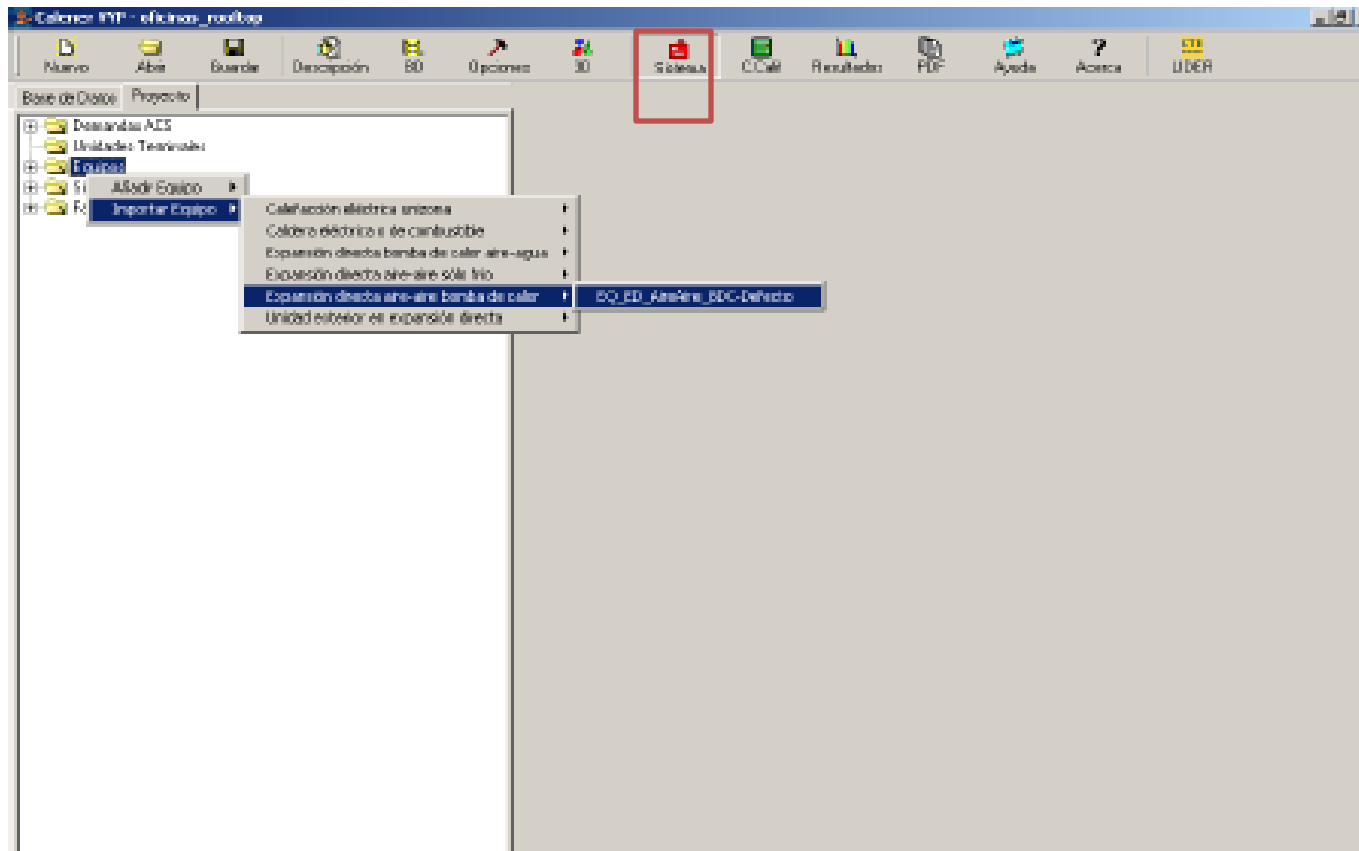 Calener VYP - oficinas_rooftop
Nuevo Abrir Guardar Descripción BD Opciones 3D Sistemas C.Calif Resultados PDF Ayuda Acerca LIDER
Base de Datos Proyecto
Demandas ACS
Unidades Terminales
Equipos
Si
Añadir Equipo
Importar Equipo
Calefacción eléctrica unizona
Caldera eléctrica o de combustible
Expansión directa bomba de calor aire-agua
Expansión directa aire-aire sólo frío
Expansión directa aire-aire bomba de calor
EQ_ED_AireAire_BDC-Defecto
Unidad exterior en expansión directa